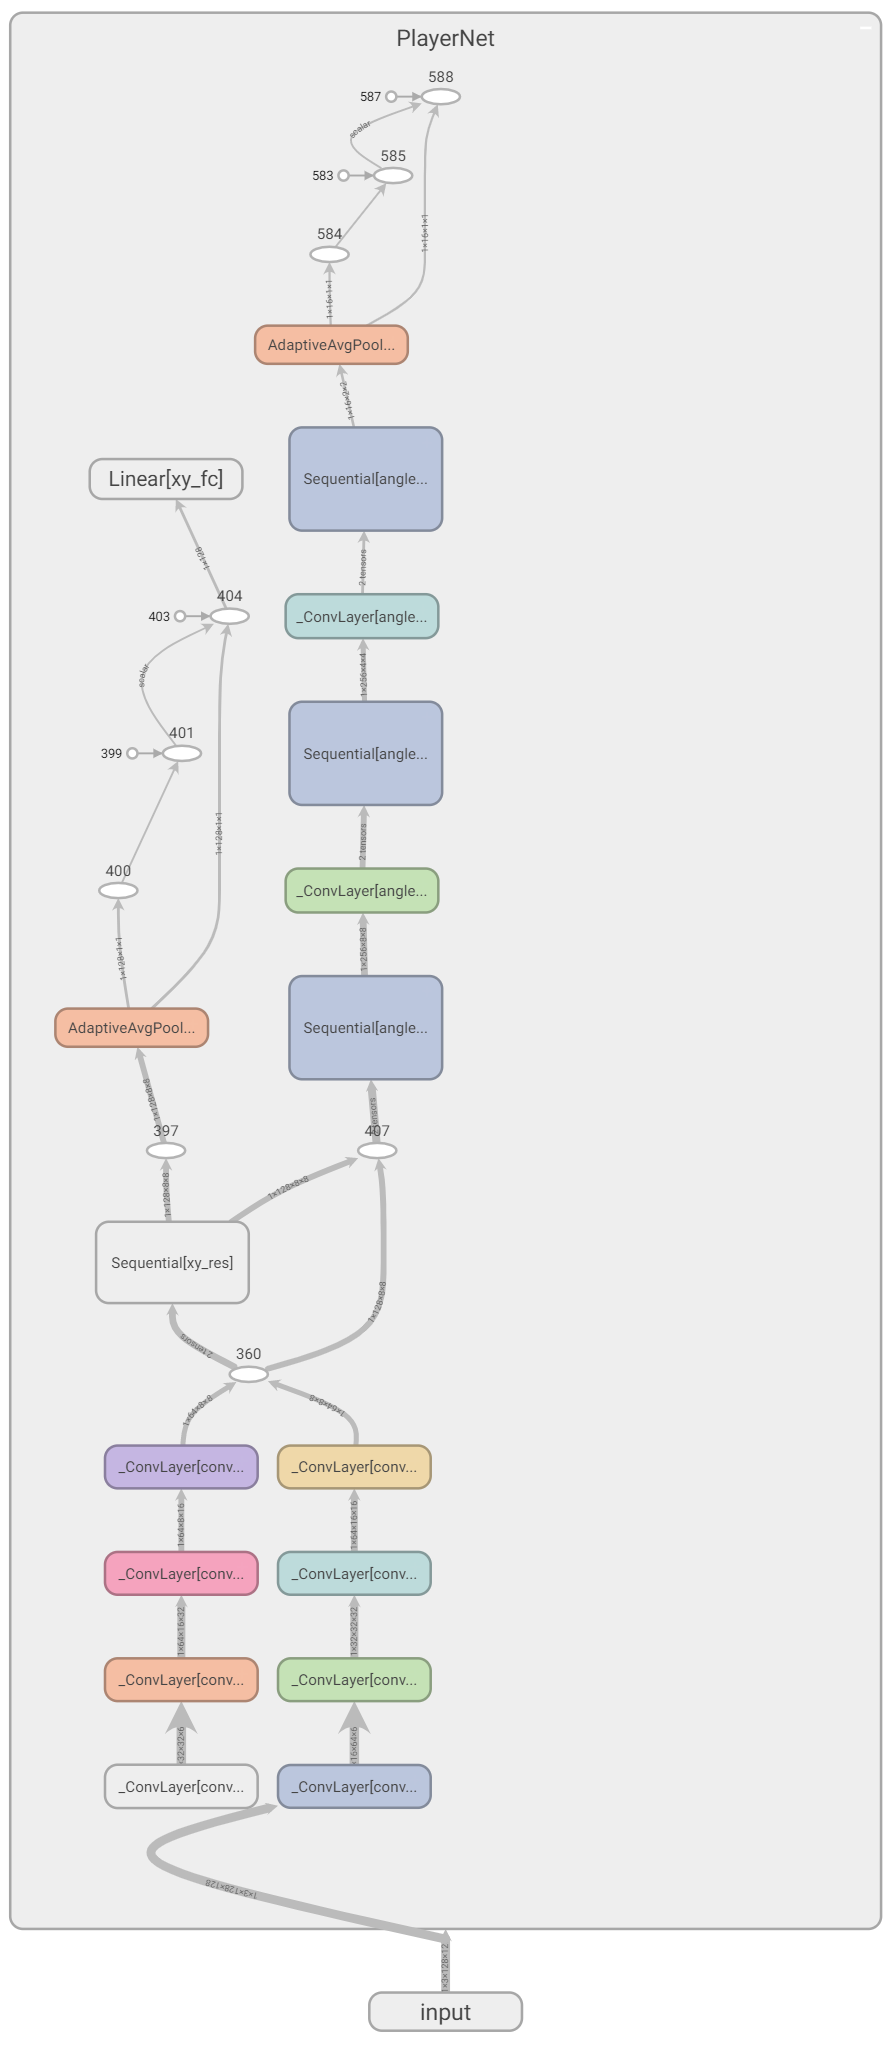 PlayerNet
588
587
scalar
585
583
1×16×1×1
584
1×16×1×1
AdaptiveAvgPool...
1×16×2×2
Linear[xy_fc]
Sequential[angle...
1×128
2 tensors
404
403
_ConvLayer[angle...
scalar
1×256×4×4
401
399
Sequential[angle...
1×128×1×1
2 tensors
400
_ConvLayer[angle...
1×128×1×1
1×256×8×8
AdaptiveAvgPool...
Sequential[angle...
1×128×8×8
tensors
397
407
1×128×8×8
1×128×8×8
Sequential[xy_res]
1×128×8×8
2 tensors
360
1×64×8×8
1×64×8×8
_ConvLayer[conv...
_ConvLayer[conv...
1×64×8×16
1×64×16×16
_ConvLayer[conv...
_ConvLayer[conv...
1×64×16×32
1×32×32×32
_ConvLayer[conv...
_ConvLayer[conv...
×32×32×6
×16×64×6
_ConvLayer[conv...
_ConvLayer[conv...
1×3×128×128
1×3×128×12
input